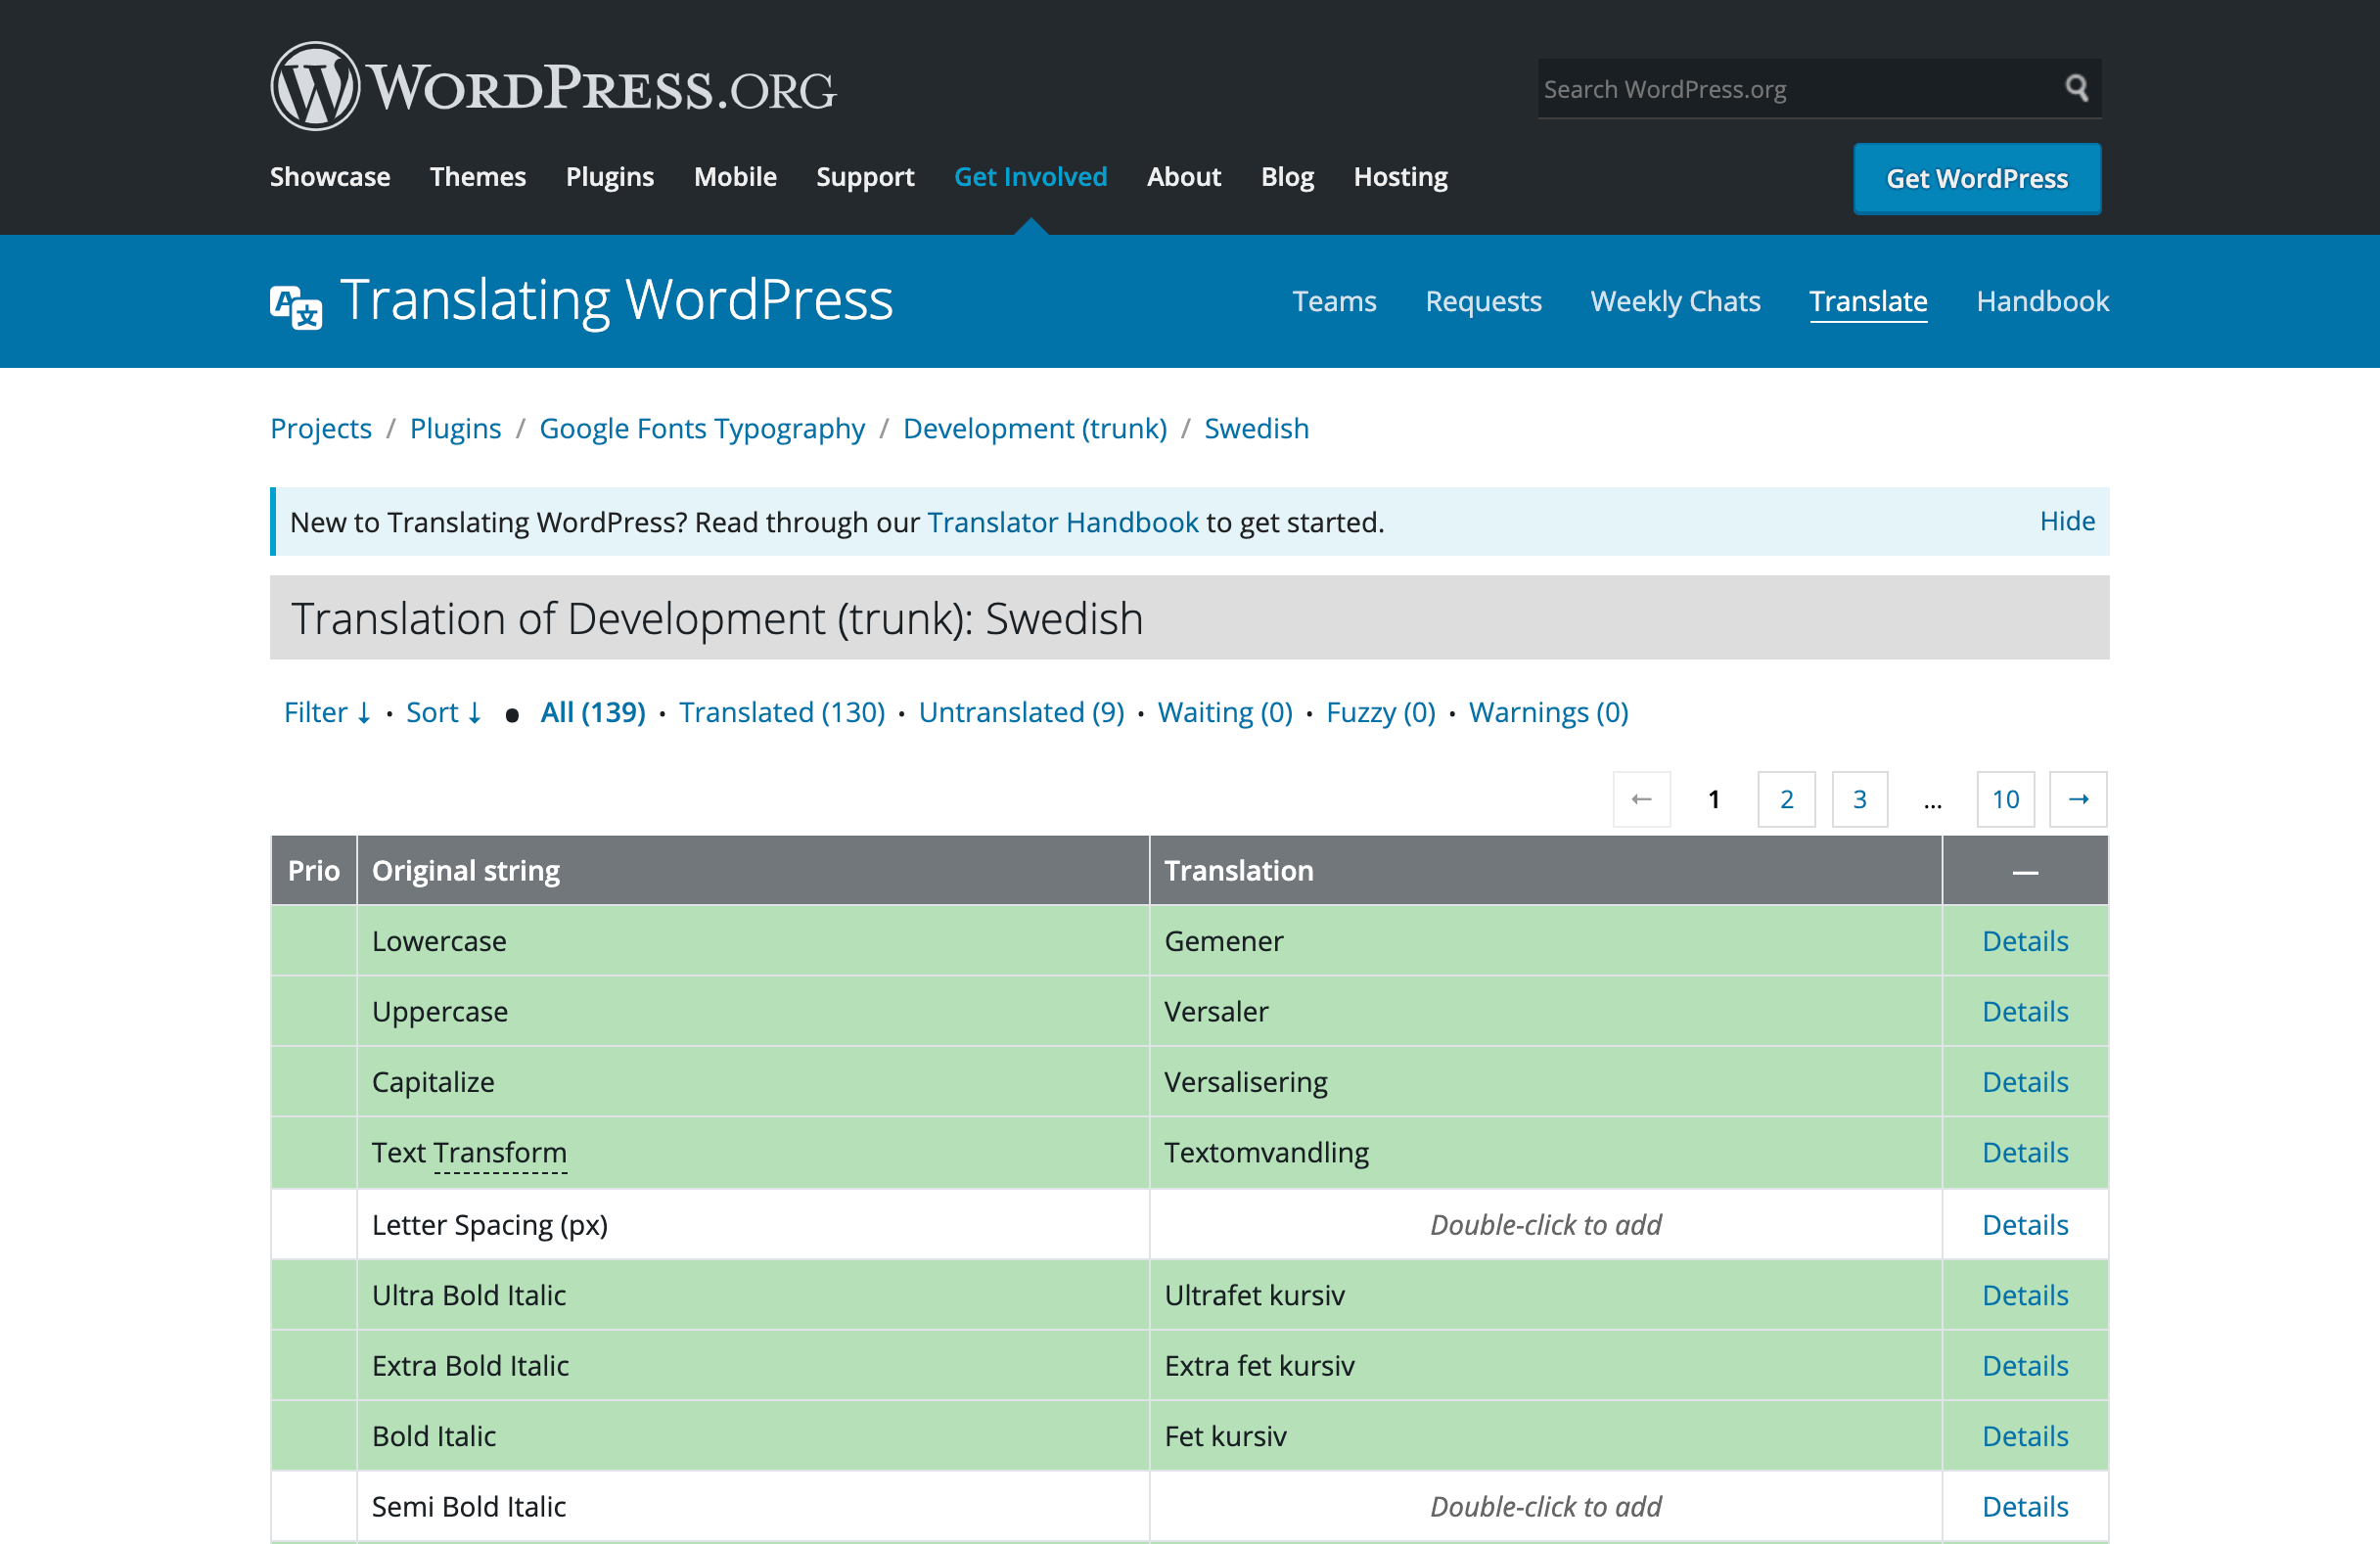 WORDPRESS.ORG
Search WordPress.org
Showcase Themes Plugins Mobile Support Get Involved About Blog Hosting
Get WordPress
Translating WordPress
Teams Requests Weekly Chats Translate Handbook
Projects / Plugins / Google Fonts Typography / Development (trunk) / Swedish
New to Translating WordPress? Read through our Translator Handbook to get started. Hide
Translation of Development (trunk): Swedish
Filter ↓ • Sort ↓ • All (139) • Translated (130) • Untranslated (9) • Waiting (0) • Fuzzy (0) • Warnings (0)
← 1 2 3 … 10 →
Prio Original string Translation —
Lowercase Gemener Details
Uppercase Versaler Details
Capitalize Versalisering Details
Text Transform Textomvandling Details
Letter Spacing (px) Double-click to add Details
Ultra Bold Italic Ultrafet kursiv Details
Extra Bold Italic Extra fet kursiv Details
Bold Italic Fet kursiv Details
Semi Bold Italic Double-click to add Details